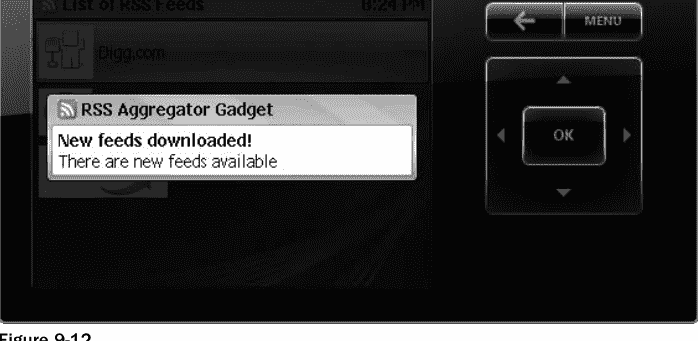 List of RSS Feeds 8:24 PM
MENU
Digg.com
RSS Aggregator Gadget
New feeds downloaded!
There are new feeds available
OK
Figure 9-12